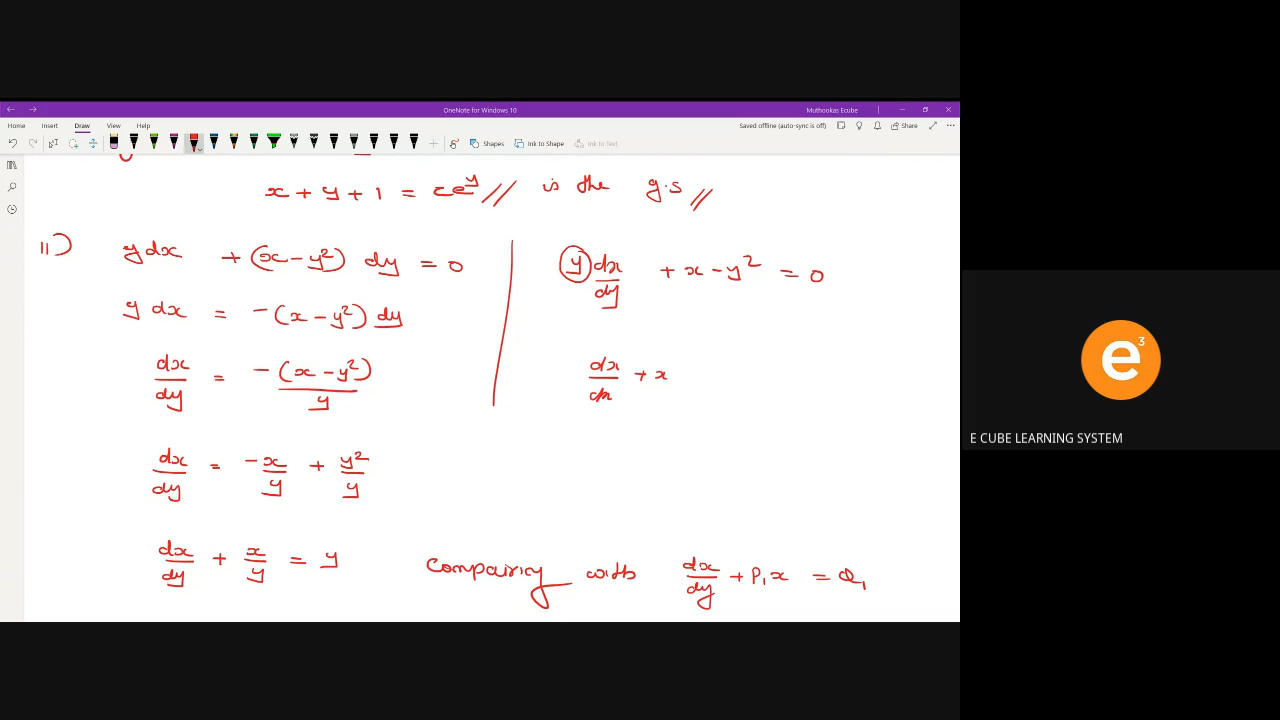 OneNote for Windows 10
Muthookas Ecube
Home Insert Draw View Help
Saved offline (auto-sync is off)
Share
Shapes
Ink to Shape
Ink to Text
x + y + 1 = ce^y // is the g.s //
11) y dx + (x - y²) dy = 0
y dx = -(x - y²) dy
dx/dy = -(x - y²)/y
dx/dy = -x/y + y²/y
dx/dy + x/y = y
y dx/dy + x - y² = 0
+ x
Comparing with dx/dy + P₁x = Q₁
e³
E CUBE LEARNING SYSTEM